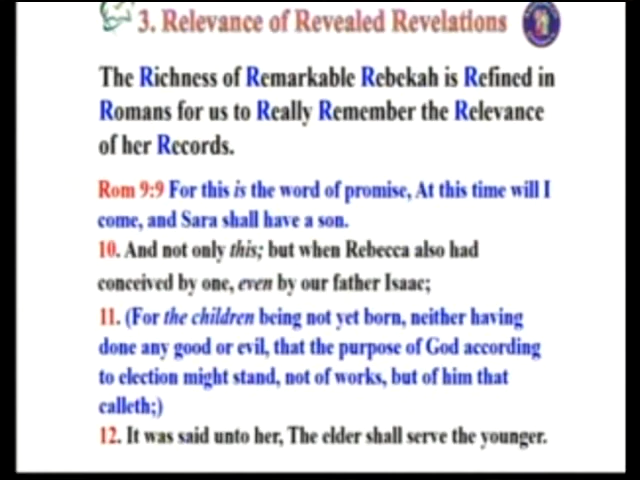 3. Relevance of Revealed Revelations
The Richness of Remarkable Rebekah is Refined in
Romans for us to Really Remember the Relevance
of her Records.
Rom 9:9 For this is the word of promise, At this time will I
come, and Sara shall have a son.
10. And not only this; but when Rebecca also had
conceived by one, even by our father Isaac;
11. (For the children being not yet born, neither having
done any good or evil, that the purpose of God according
to election might stand, not of works, but of him that
calleth;)
12. It was said unto her, The elder shall serve the younger.